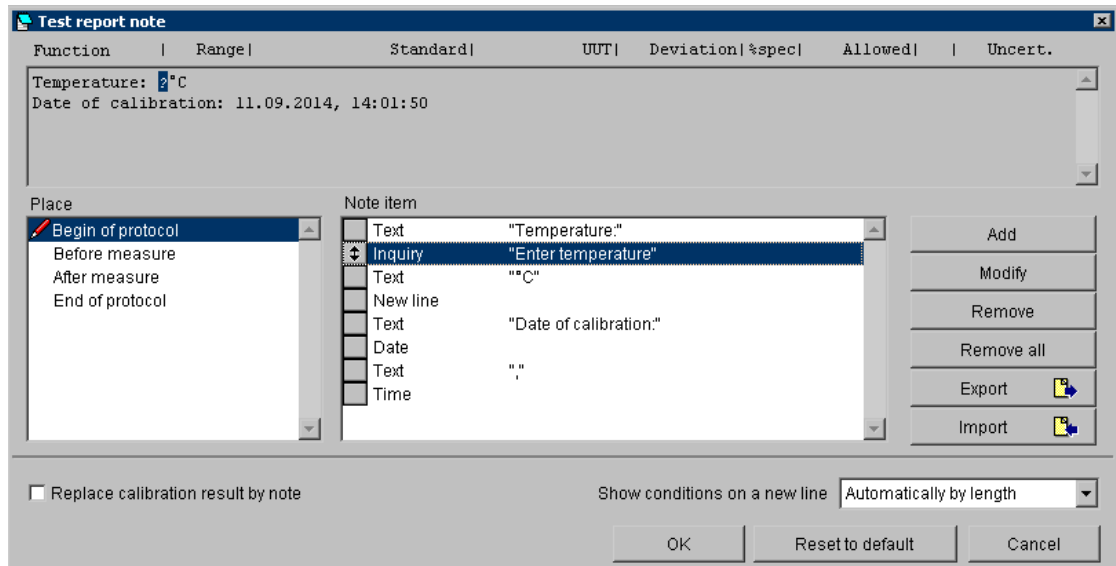 Test report note
Function | Range| Standard| UUT| Deviation|%spec| Allowed| | Uncert.
Temperature: ?°C
Date of calibration: 11.09.2014, 14:01:50
Place
Begin of protocol
Before measure
After measure
End of protocol
Note item
Text "Temperature:"
Inquiry "Enter temperature"
Text "°C"
New line
Text "Date of calibration:"
Date
Text ","
Time
Add
Modify
Remove
Remove all
Export
Import
Replace calibration result by note
Show conditions on a new line Automatically by length
OK Reset to default Cancel